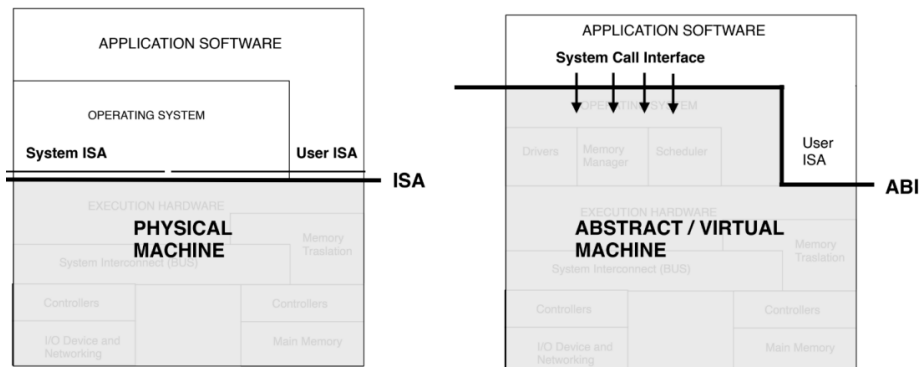 APPLICATION SOFTWARE
OPERATING SYSTEM
System ISA
User ISA
ISA
EXECUTION HARDWARE
PHYSICAL
MACHINE
Memory
Traslation
System Interconnect (BUS)
Controllers
Controllers
I/O Device and
Networking
Main Memory
APPLICATION SOFTWARE
System Call Interface
OPERATING SYSTEM
Drivers
Memory
Manager
Scheduler
User
ISA
ABI
EXECUTION HARDWARE
ABSTRACT / VIRTUAL
MACHINE
Memory
Traslation
System Interconnect (BUS)
Controllers
Controllers
I/O Device and
Networking
Main Memory